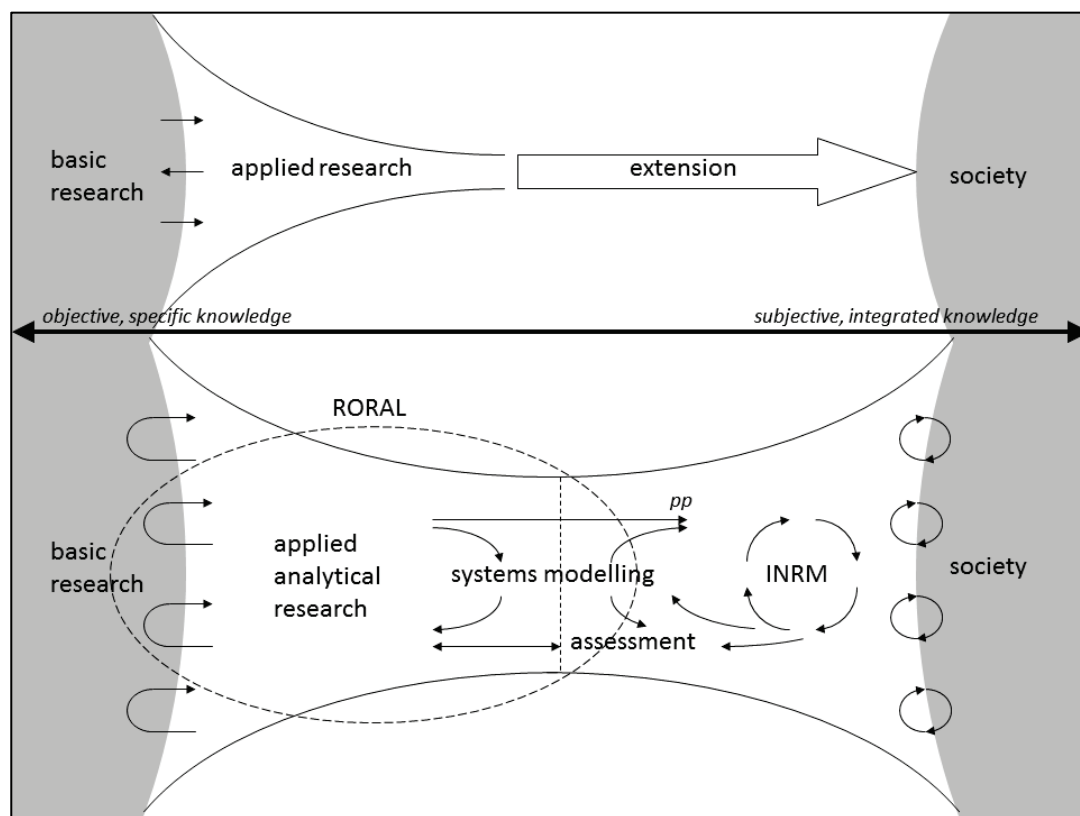 basic
research
applied research
extension
society
objective, specific knowledge
subjective, integrated knowledge
RORAL
pp
basic
research
applied
analytical
research
systems modelling
INRM
society
assessment